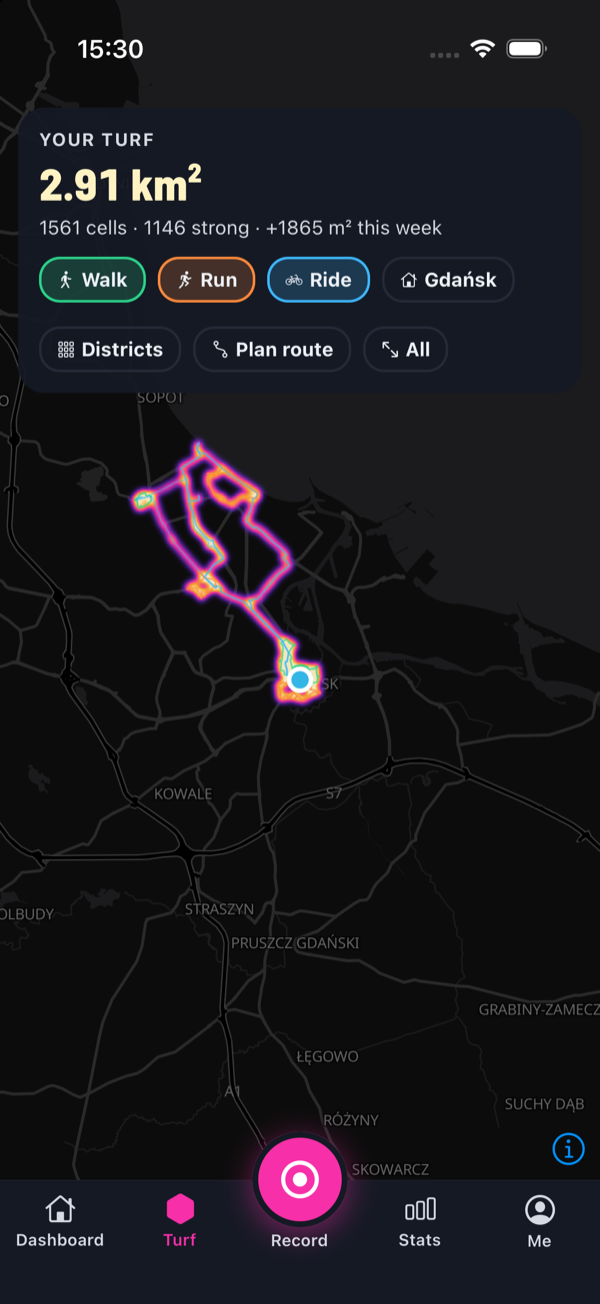 15:30
YOUR TURF
2.91 km²
1561 cells · 1146 strong · +1865 m² this week
Walk Run Ride Gdańsk
Districts Plan route All
O
SOPOT
SK
KOWALE
S7
OLBUDY
STRASZYN
PRUSZCZ GDAŃSKI
GRABINY-ZAMECZ
ŁĘGOWO
A1
SUCHY DĄB
RÓŻYNY
SKOWARCZ
Dashboard Turf Record Stats Me